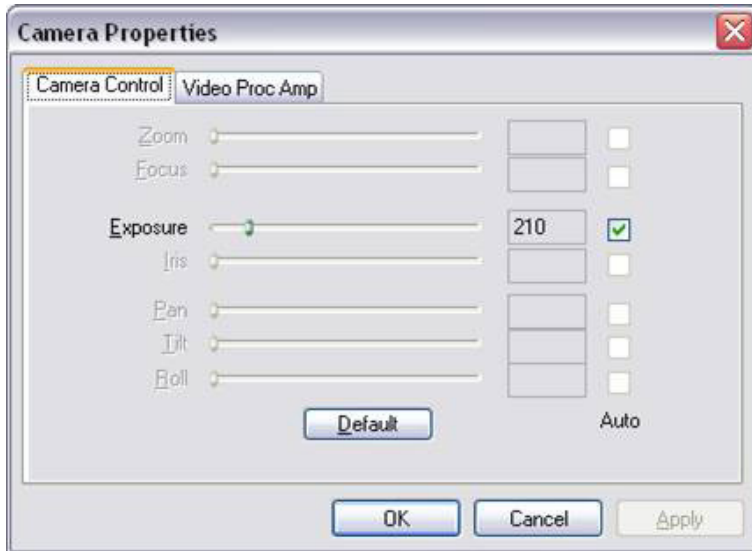 Camera Properties
Camera Control
Video Proc Amp
Zoom
Focus
Exposure 210
Iris
Pan
Tilt
Roll
Default
Auto
OK
Cancel
Apply